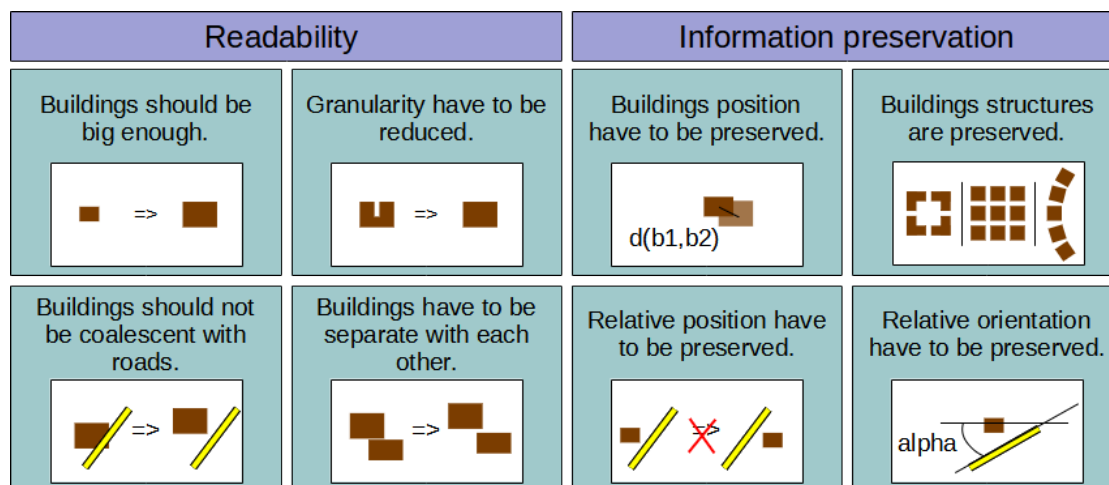 Readability
Information preservation
Buildings should be
big enough.
=>
Granularity have to be
reduced.
=>
Buildings position
have to be preserved.
d(b1,b2)
Buildings structures
are preserved.
Buildings should not
be coalescent with
roads.
=>
Buildings have to be
separate with each
other.
=>
Relative position have
to be preserved.
=>
Relative orientation
have to be preserved.
alpha